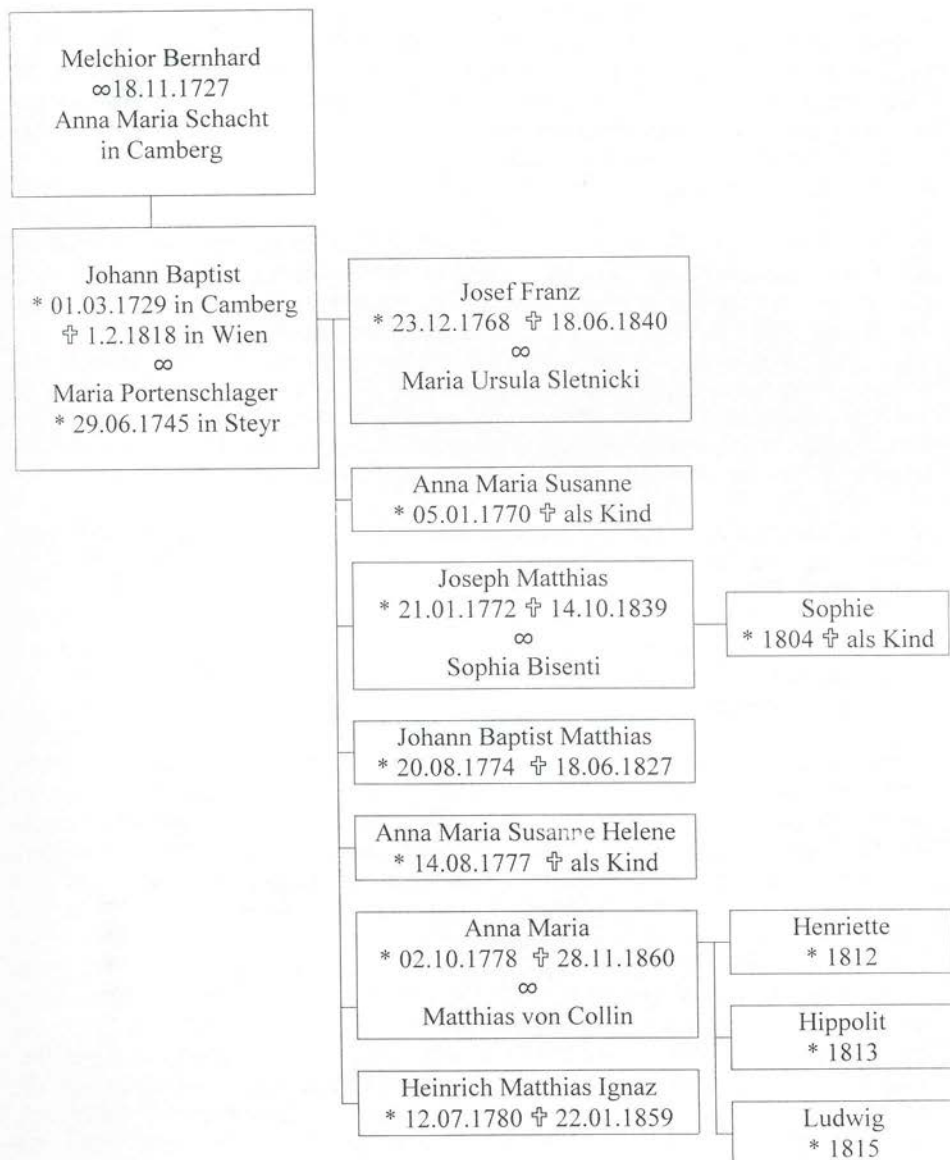 Melchior Bernhard
∞18.11.1727
Anna Maria Schacht
in Camberg
Johann Baptist
* 01.03.1729 in Camberg
✞ 1.2.1818 in Wien
∞
Maria Portenschlager
* 29.06.1745 in Steyr
Josef Franz
* 23.12.1768 ✞ 18.06.1840
∞
Maria Ursula Sletnicki
Anna Maria Susanne
* 05.01.1770 ✞ als Kind
Joseph Matthias
* 21.01.1772 ✞ 14.10.1839
∞
Sophia Bisenti
Sophie
* 1804 ✞ als Kind
Johann Baptist Matthias
* 20.08.1774 ✞ 18.06.1827
Anna Maria Susanne Helene
* 14.08.1777 ✞ als Kind
Anna Maria
* 02.10.1778 ✞ 28.11.1860
∞
Matthias von Collin
Henriette
* 1812
Hippolit
* 1813
Ludwig
* 1815
Heinrich Matthias Ignaz
* 12.07.1780 ✞ 22.01.1859